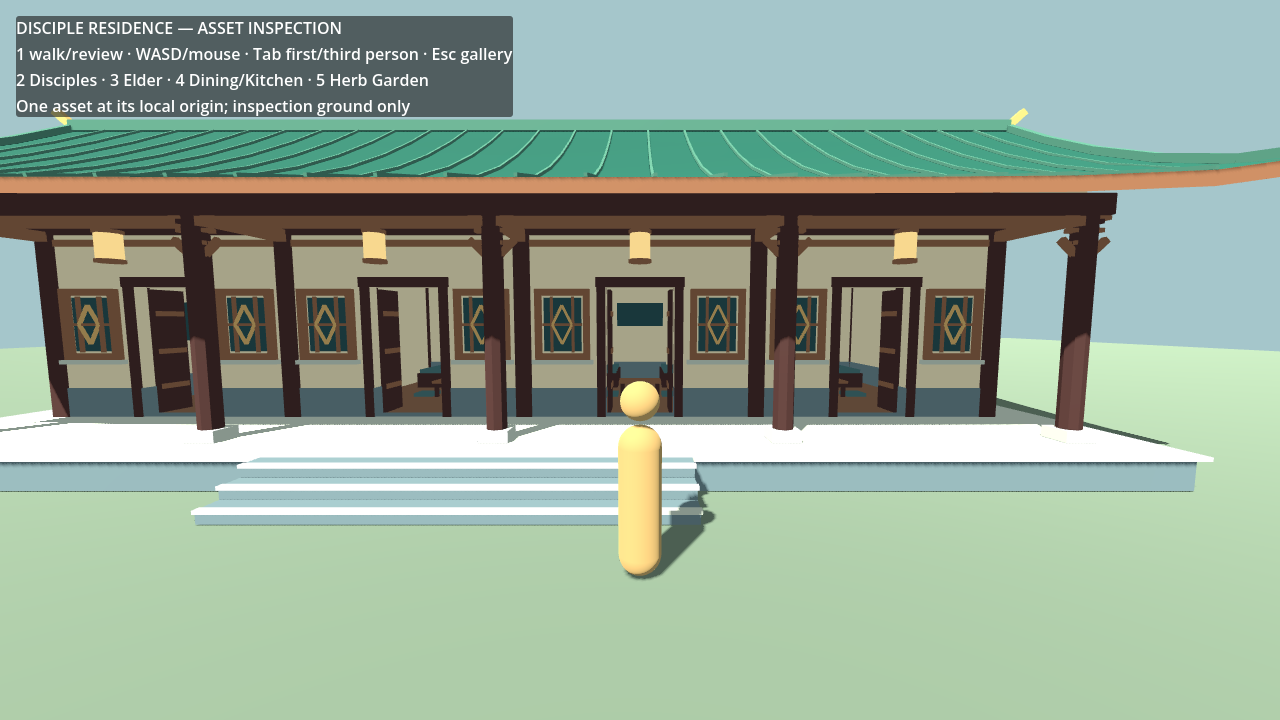 DISCIPLE RESIDENCE — ASSET INSPECTION
1 walk/review · WASD/mouse · Tab first/third person · Esc gallery
2 Disciples · 3 Elder · 4 Dining/Kitchen · 5 Herb Garden
One asset at its local origin; inspection ground only